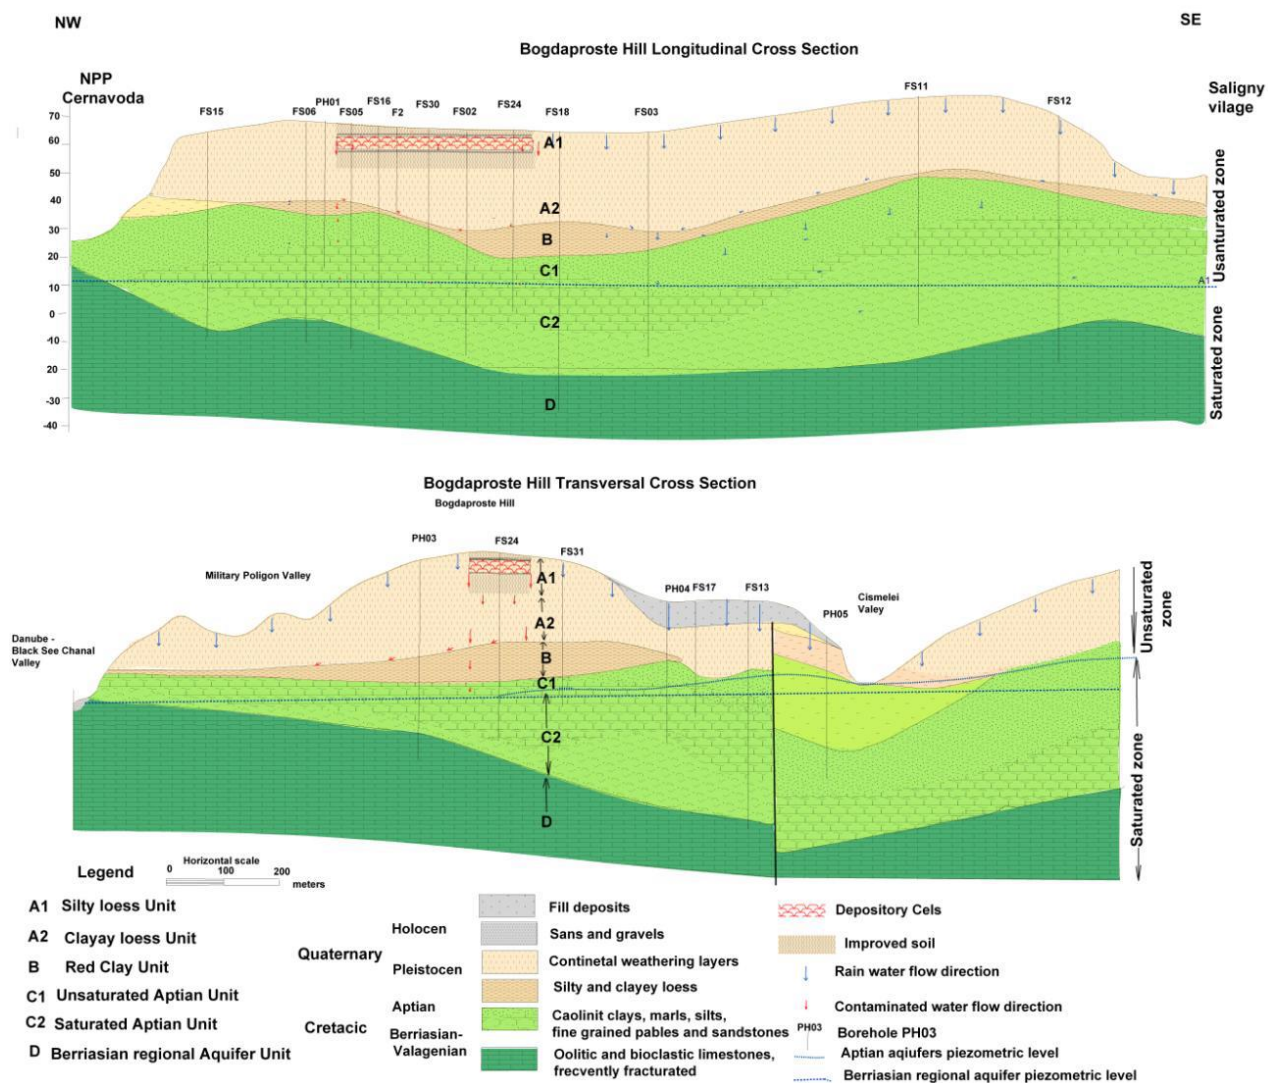 NW
SE
Bogdaproste Hill Longitudinal Cross Section
NPP
Cernavoda
Saligny
vilage
FS15
FS06
PH01
FS05
FS16
F2
FS30
FS02
FS24
FS18
FS03
FS11
FS12
70
60
50
40
30
20
10
0
-10
20
-30
-40
A1
A2
B
C1
C2
D
A1
Usanturated zone
Saturated zone
Bogdaproste Hill Transversal Cross Section
Bogdaproste Hill
PH03
FS24
FS31
PH04
FS17
FS13
PH05
Military Poligon Valley
Cismelei
Valey
Danube -
Black See Chanal
Valley
A1
A2
B
C1
C2
D
Unsaturated
zone
Saturated zone
Legend
Horizontal scale
0 100 200
meters
A1 Silty loess Unit
A2 Clayay loess Unit
B Red Clay Unit
C1 Unsaturated Aptian Unit
C2 Saturated Aptian Unit
D Berriasian regional Aquifer Unit
Quaternary
Cretacic
Holocen
Pleistocen
Aptian
Berriasian-
Valagenian
Fill deposits
Sans and gravels
Continetal weathering layers
Silty and clayey loess
Caolinit clays, marls, silts,
fine grained pables and sandstones
Oolitic and bioclastic limestones,
frecvently fracturated
Depository Cels
Improved soil
Rain water flow direction
Contaminated water flow direction
PH03 Borehole PH03
Aptian aqiufers piezometric level
Berriasian regional aquifer piezometric level